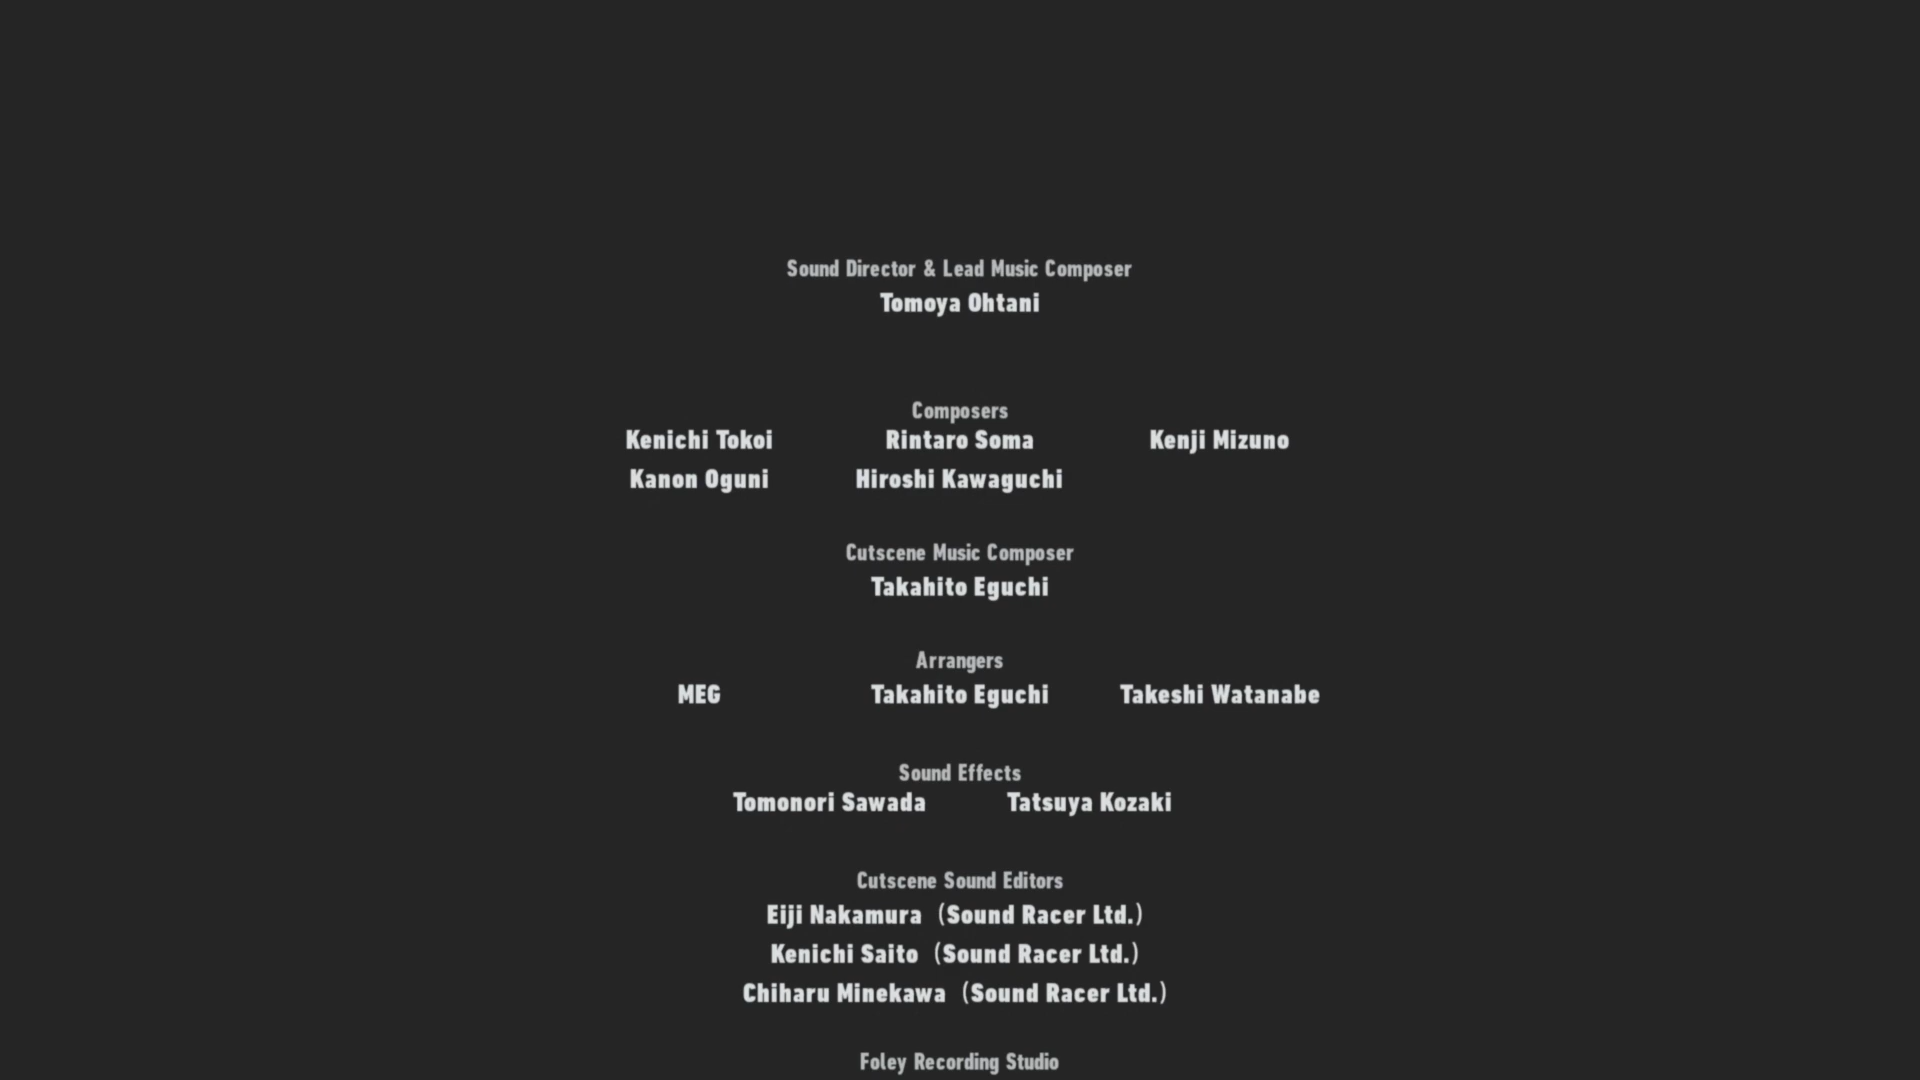 Sound Director & Lead Music Composer
Tomoya Ohtani
Composers
Kenichi Tokoi Rintaro Soma Kenji Mizuno
Kanon Oguni Hiroshi Kawaguchi
Cutscene Music Composer
Takahito Eguchi
Arrangers
MEG Takahito Eguchi Takeshi Watanabe
Sound Effects
Tomonori Sawada Tatsuya Kozaki
Cutscene Sound Editors
Eiji Nakamura (Sound Racer Ltd.)
Kenichi Saito (Sound Racer Ltd.)
Chiharu Minekawa (Sound Racer Ltd.)
Foley Recording Studio